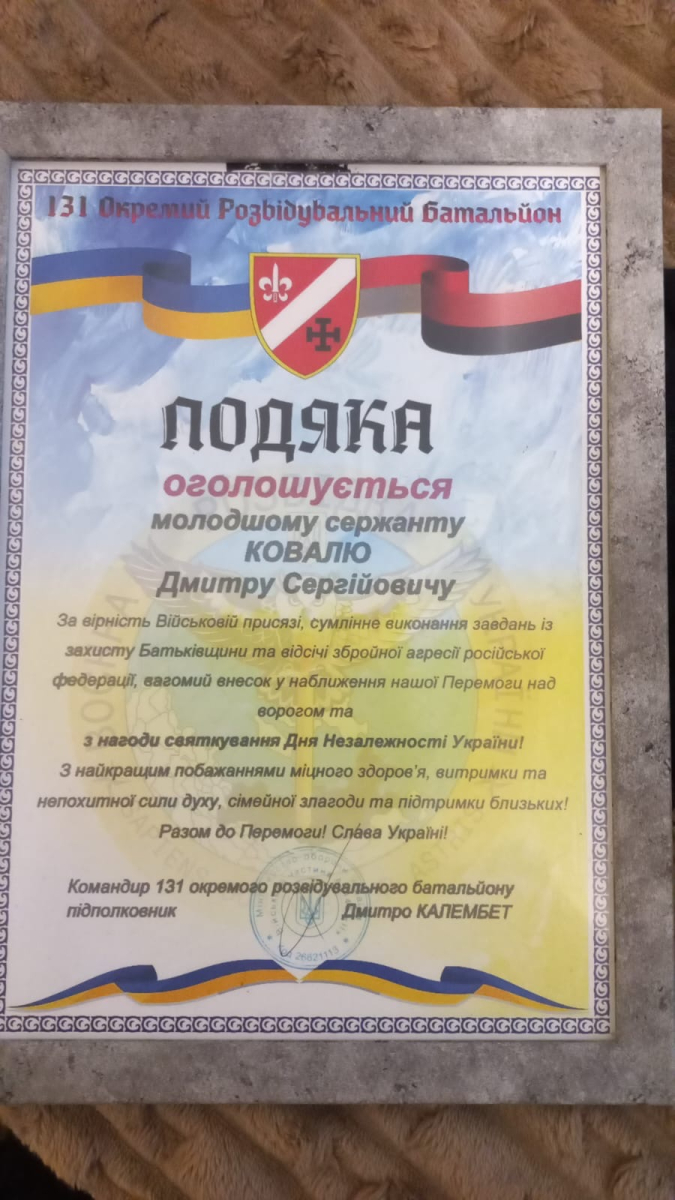 131 Окремий Розвідувальний Батальйон
ПОДЯКА
оголошується
молодшому сержанту
КОВАЛЮ
Дмитру Сергійовичу
За вірність Військовій присязі, сумлінне виконання завдань із
захисту Батьківщини та відсічі збройної агресії російської
федерації, вагомий внесок у наближення нашої Перемоги над
ворогом та
з нагоди святкування Дня Незалежності України!
З найкращим побажаннями міцного здоров'я, витримки та
непохитної сили духу, сімейної злагоди та підтримки близьких!
Разом до Перемоги! Слава Україні!
Командир 131 окремого розвідувального батальйону
підполковник Дмитро КАЛЕМБЕТ
26621113